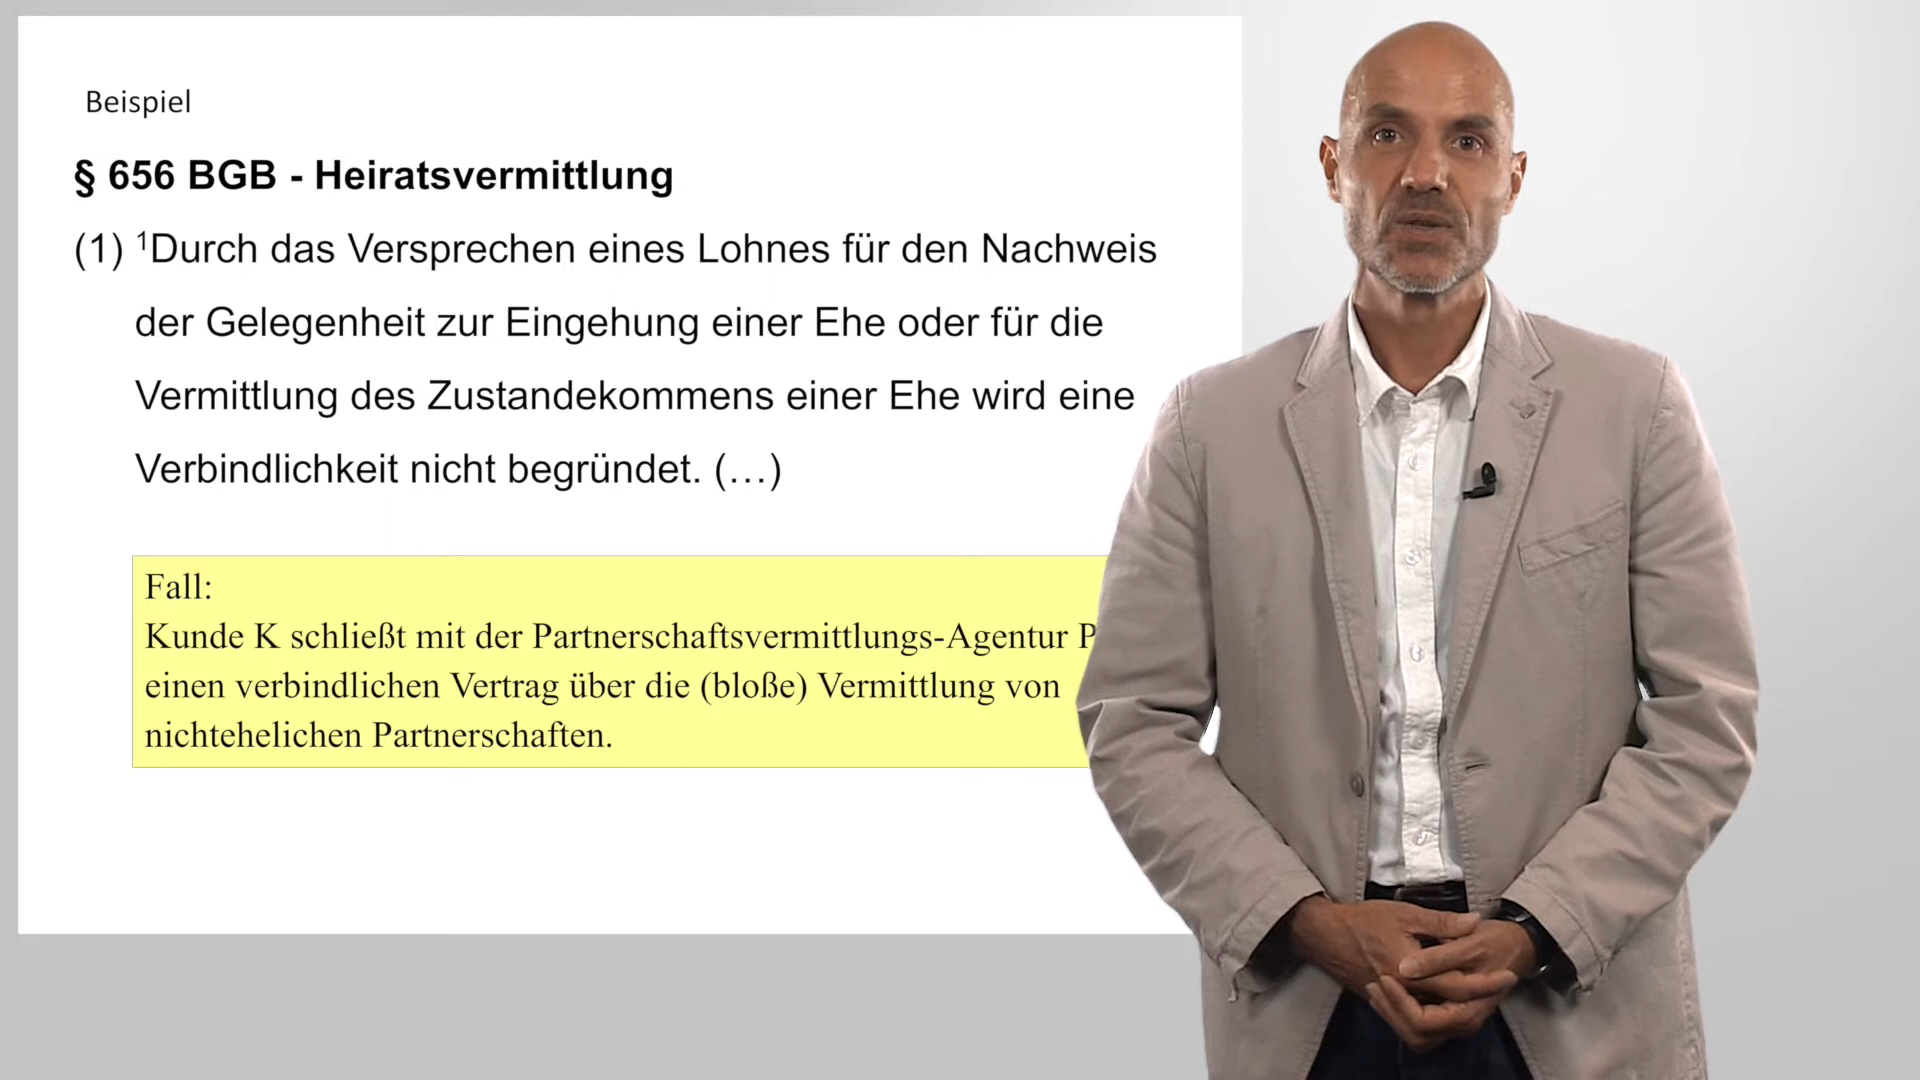 Beispiel
§ 656 BGB - Heiratsvermittlung
(1) ¹Durch das Versprechen eines Lohnes für den Nachweis
der Gelegenheit zur Eingehung einer Ehe oder für die
Vermittlung des Zustandekommens einer Ehe wird eine
Verbindlichkeit nicht begründet. (…)
Fall:
Kunde K schließt mit der Partnerschaftsvermittlungs-Agentur P
einen verbindlichen Vertrag über die (bloße) Vermittlung von
nichtehelichen Partnerschaften.